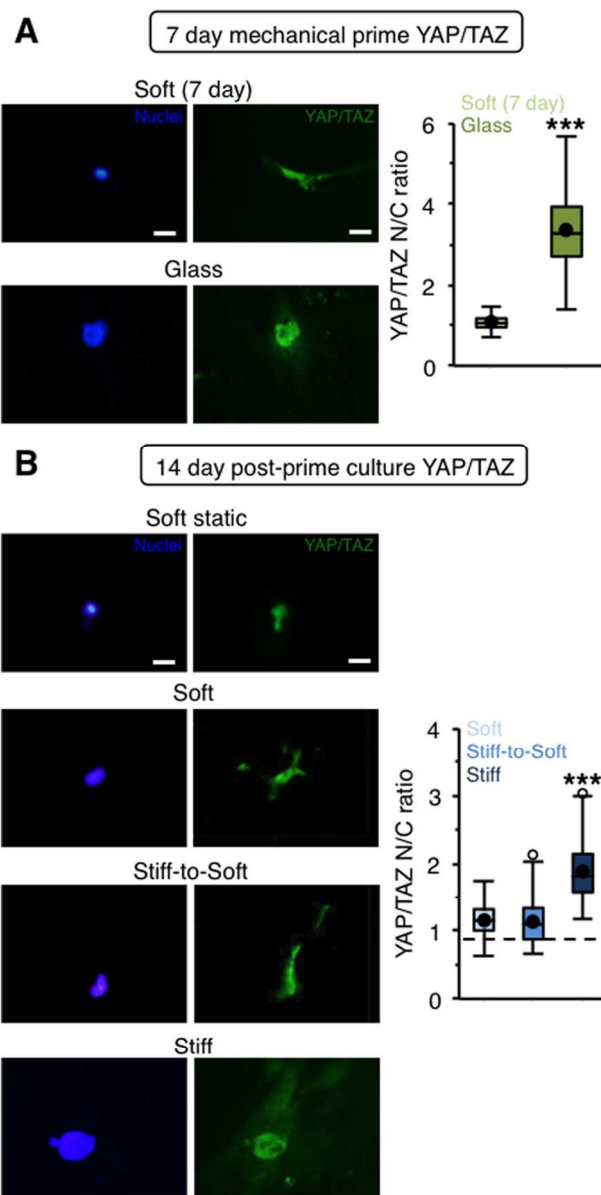 A
7 day mechanical prime YAP/TAZ
Soft (7 day)
Nuclei
YAP/TAZ
Glass
Soft (7 day)
Glass
***
YAP/TAZ N/C ratio
6
4
2
0
B
14 day post-prime culture YAP/TAZ
Soft static
Nuclei
YAP/TAZ
Soft
Stiff-to-Soft
Stiff
Soft
Stiff-to-Soft
Stiff
***
YAP/TAZ N/C ratio
4
3
2
1
0